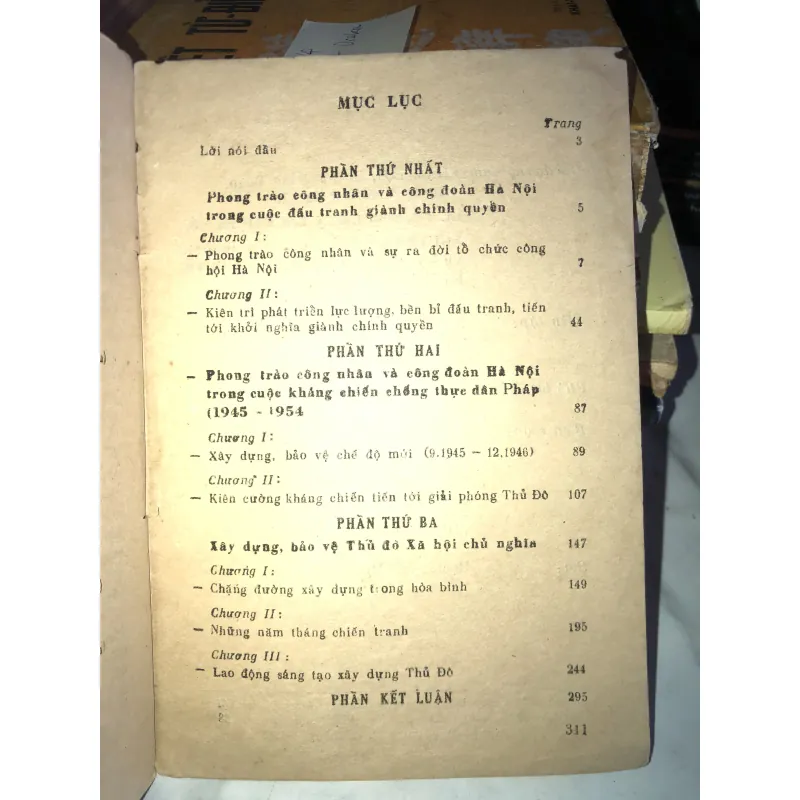 MỤC LỤC
Trang
Lời nói đầu 3
PHẦN THỨ NHẤT
Phong trào công nhân và công đoàn Hà Nội
trong cuộc đấu tranh giành chính quyền 5
Chương I:
— Phong trào công nhân và sự ra đời tổ chức công
hội Hà Nội 7
Chương II:
— Kiên trì phát triển lực lượng, bền bỉ đấu tranh, tiến
tới khởi nghĩa giành chính quyền 44
PHẦN THỨ HAI
— Phong trào công nhân và công đoàn Hà Nội
trong cuộc kháng chiến chống thực dân Pháp
(1945 - 1954 87
Chương I:
— Xây dựng, bảo vệ chế độ mới (9.1945 — 12.1946) 89
Chương II:
— Kiên cường kháng chiến tiến tới giải phóng Thủ Đô 107
PHẦN THỨ BA
Xây dựng, bảo vệ Thủ đô Xã hội chủ nghĩa 147
Chương I:
— Chặng đường xây dựng trong hòa bình 149
Chượng II:
— Những năm tháng chiến tranh 195
Chương III:
— Lao động sáng tạo xây dựng Thủ Đô 244
PHẦN KẾT LUẬN 295
311